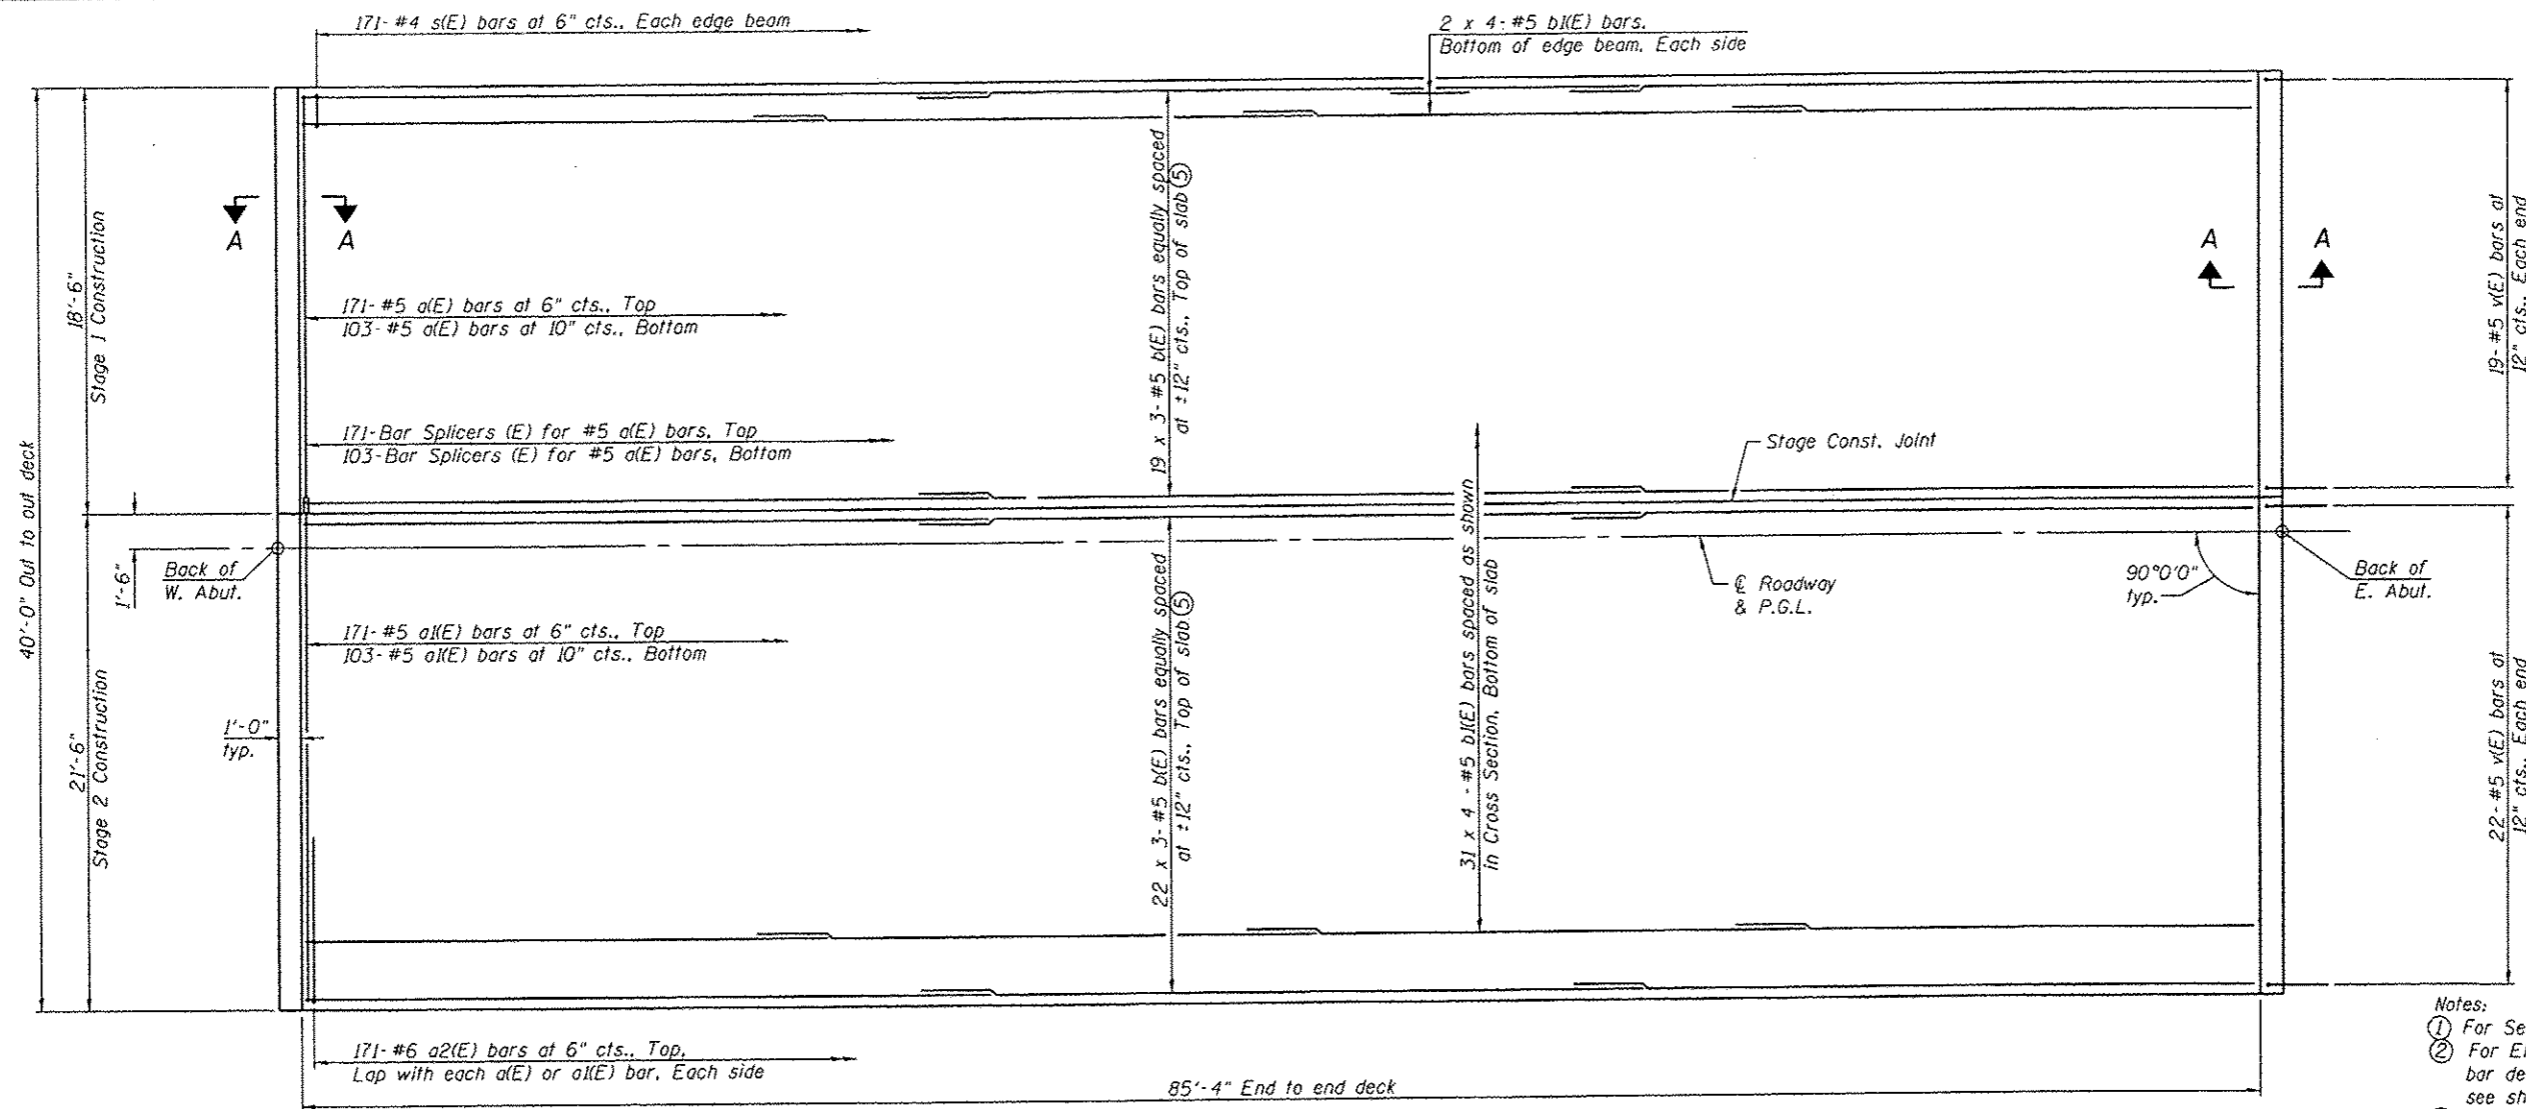 171- #4 s(E) bars at 6" cts., Each edge beam
2 x 4- #5 b1(E) bars.
Bottom of edge beam, Each side
40'-0" Out to out deck
18'-6"
Stage 1 Construction
21'-6"
Stage 2 Construction
1'-6"
A
A
171- #5 a(E) bars at 6" cts., Top
103- #5 a(E) bars at 10" cts., Bottom
171-Bar Splicers (E) for #5 a(E) bars, Top
103-Bar Splicers (E) for #5 a(E) bars, Bottom
19 x 3- #5 b(E) bars equally spaced
at ±12" cts., Top of slab ⑤
A
A
19- #5 v(E) bars at
12" cts., Each end
Stage Const. Joint
Back of
W. Abut.
℄ Roadway
& P.G.L.
90°0'0"
typ.
Back of
E. Abut.
171- #5 a1(E) bars at 6" cts., Top
103- #5 a1(E) bars at 10" cts., Bottom
1'-0"
typ.
22 x 3- #5 b(E) bars equally spaced
at ±12" cts., Top of slab ⑤
31 x 4 - #5 b1(E) bars spaced as shown
in Cross Section, Bottom of slab
22- #5 v(E) bars at
12" cts., Each end
171- #6 a2(E) bars at 6" cts., Top,
Lap with each a(E) or a1(E) bar, Each side
85'-4" End to end deck
Notes:
① For Se
② For
bar de
see sh